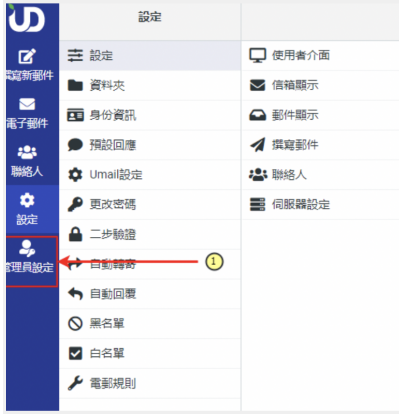 UD
設定
撰寫新郵件
電子郵件
聯絡人
設定
管理員設定
設定
資料夾
身份資訊
預設回應
Umail設定
更改密碼
二步驗證
自動轉寄
自動回覆
黑名單
白名單
電郵規則
1
使用者介面
信箱顯示
郵件顯示
撰寫郵件
聯絡人
伺服器設定